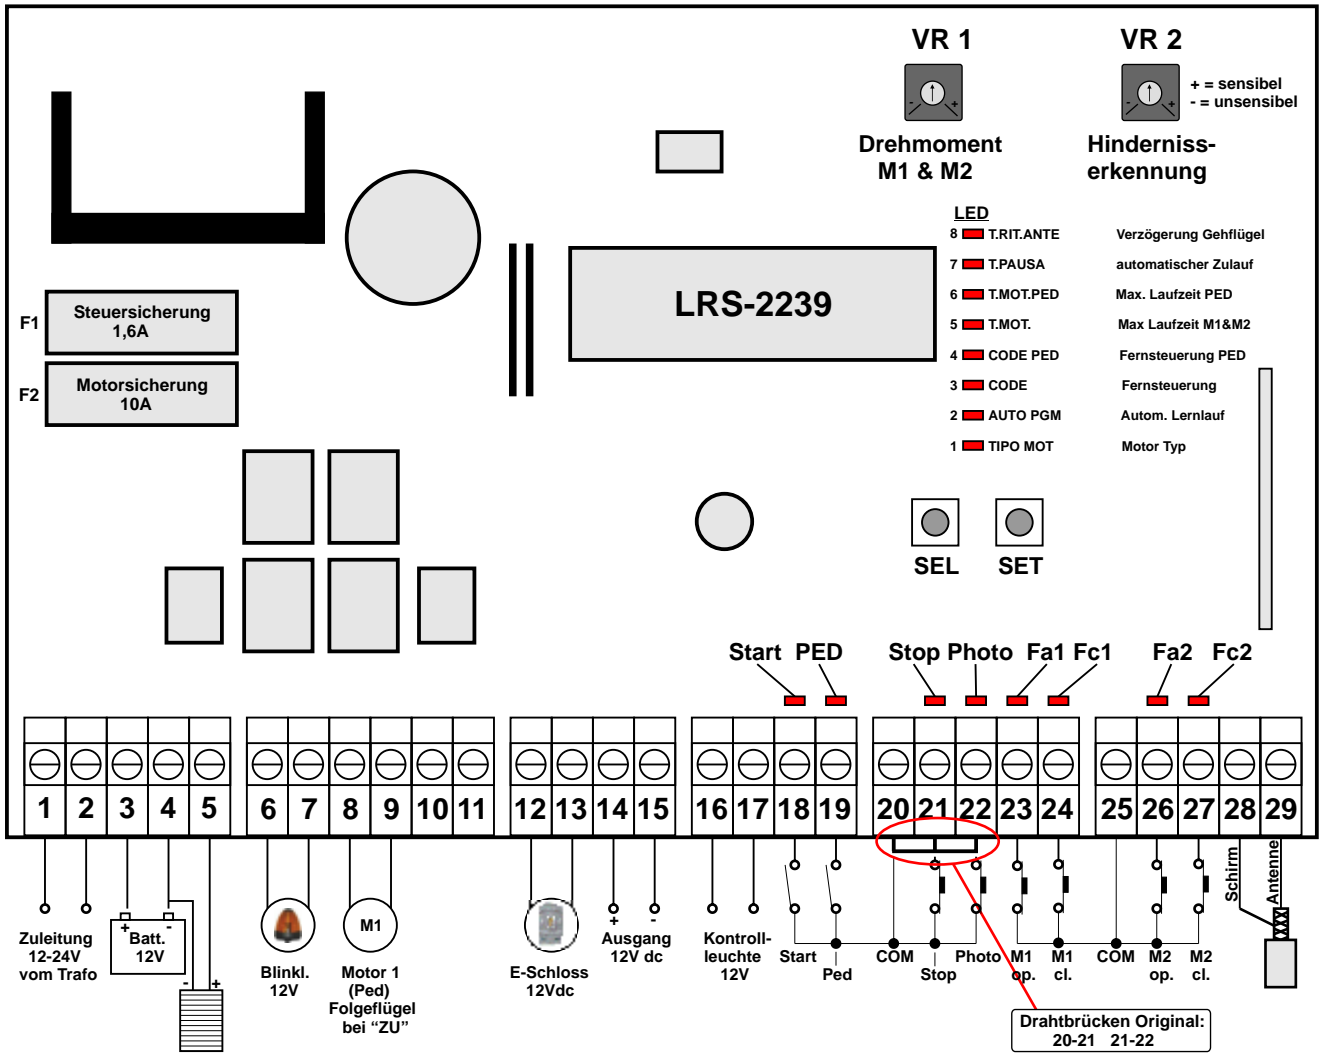 VR 1
VR 2
- +
- +
+ = sensibel
- = unsensibel
Drehmoment
M1 & M2
Hinderniss-
erkennung
LED
8 T.RIT.ANTE Verzögerung Gehflügel
7 T.PAUSA automatischer Zulauf
6 T.MOT.PED Max. Laufzeit PED
5 T.MOT. Max Laufzeit M1&M2
4 CODE PED Fernsteuerung PED
3 CODE Fernsteuerung
2 AUTO PGM Autom. Lernlauf
1 TIPO MOT Motor Typ
LRS-2239
F1 Steuersicherung
1,6A
F2 Motorsicherung
10A
SEL SET
Start PED Stop Photo Fa1 Fc1 Fa2 Fc2
1 2 3 4 5 6 7 8 9 10 11 12 13 14 15 16 17 18 19 20 21 22 23 24 25 26 27 28 29
Zuleitung
12-24V
vom Trafo
+ -
Batt.
12V
- +
Blinkl.
12V
M1
Motor 1
(Ped)
Folgeflügel
bei “ZU”
E-Schloss
12Vdc
+ -
Ausgang
12V dc
Kontroll-
leuchte
12V
Start
Ped
COM
Stop
Photo
M1
op.
M1
cl.
COM
M2
op.
M2
cl.
Schirm
Antenne
Drahtbrücken Original:
20-21 21-22